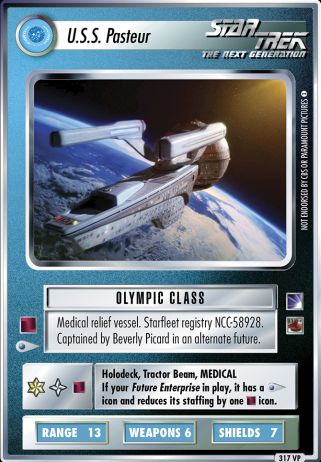 U.S.S. Pasteur
STAR TREK
THE NEXT GENERATION
NOT ENDORSED BY CBS OR PARAMOUNT PICTURES
OLYMPIC CLASS
Medical relief vessel. Starfleet registry NCC-58928.
Captained by Beverly Picard in an alternate future.
Holodeck, Tractor Beam, MEDICAL
If your Future Enterprise in play, it has a
icon and reduces its staffing by one icon.
RANGE 13 WEAPONS 6 SHIELDS 7
317 VP